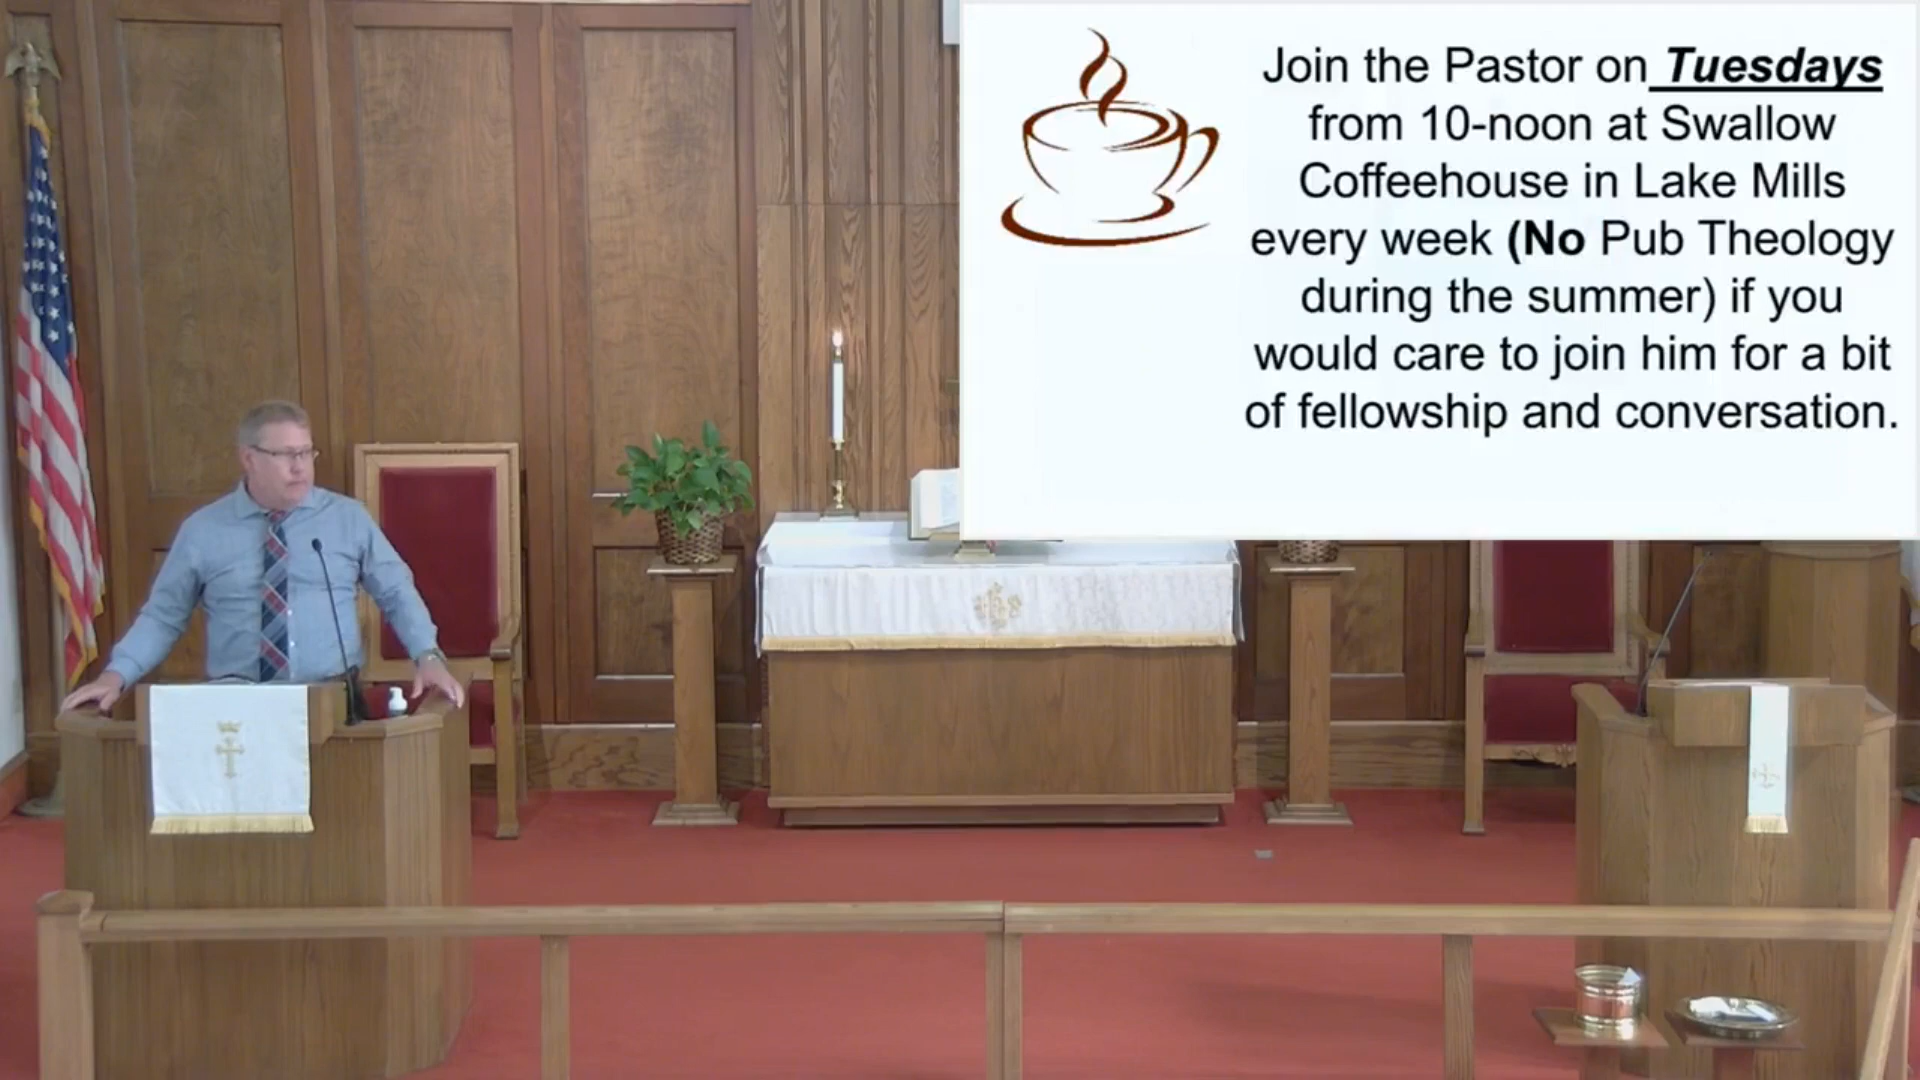 Join the Pastor on Tuesdays
from 10-noon at Swallow
Coffeehouse in Lake Mills
every week (No Pub Theology
during the summer) if you
would care to join him for a bit
of fellowship and conversation.